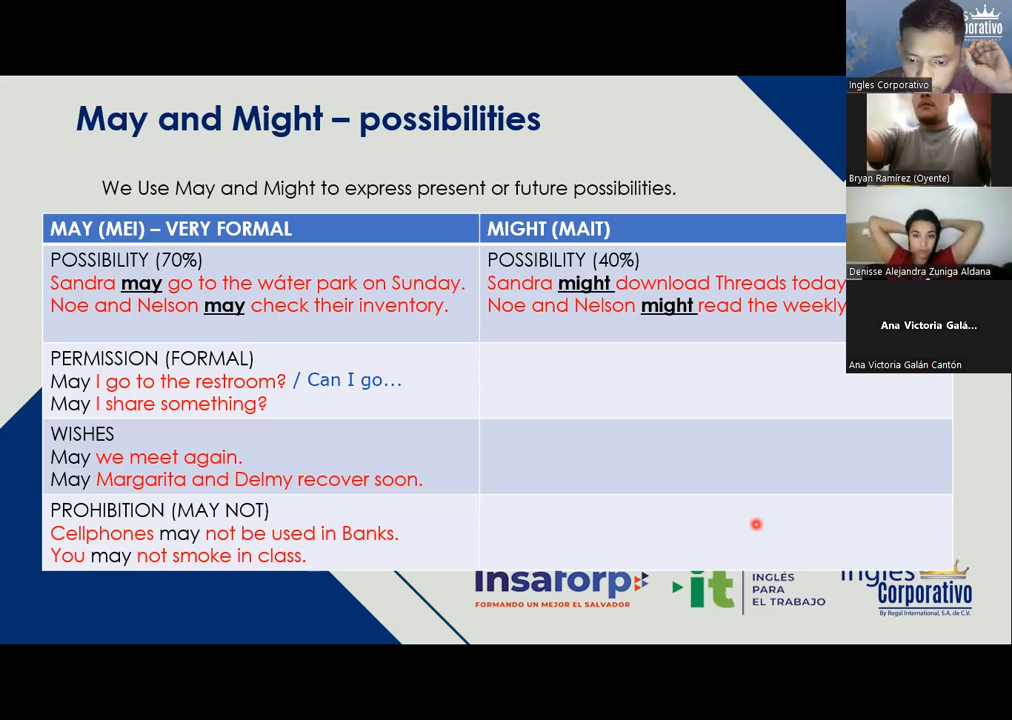 May and Might – possibilities
We Use May and Might to express present or future possibilities.
MAY (MEI) – VERY FORMAL
MIGHT (MAIT)
POSSIBILITY (70%)
Sandra may go to the wáter park on Sunday.
Noe and Nelson may check their inventory.
POSSIBILITY (40%)
Sandra might download Threads today
Noe and Nelson might read the weekly
PERMISSION (FORMAL)
May I go to the restroom? / Can I go...
May I share something?
WISHES
May we meet again.
May Margarita and Delmy recover soon.
PROHIBITION (MAY NOT)
Cellphones may not be used in Banks.
You may not smoke in class.
Insaforp
FORMANDO UN MEJOR EL SALVADOR
it
INGLÉS
PARA
EL TRABAJO
Inglés
Corporativo
By Regal International, S.A. de C.V.
Ingles Corporativo
Bryan Ramírez (Oyente)
Denisse Alejandra Zuniga Aldana
Ana Victoria Galá...
Ana Victoria Galán Cantón